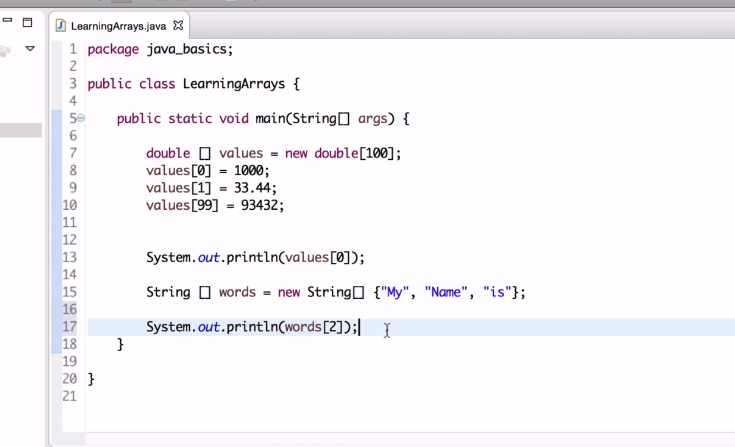 LearningArrays.java
1 package java_basics;
2
3 public class LearningArrays {
4
5 public static void main(String[] args) {
6
7 double [] values = new double[100];
8 values[0] = 1000;
9 values[1] = 33.44;
10 values[99] = 93432;
11
12
13 System.out.println(values[0]);
14
15 String [] words = new String[] {"My", "Name", "is"};
16
17 System.out.println(words[2]);
18 }
19
20 }
21